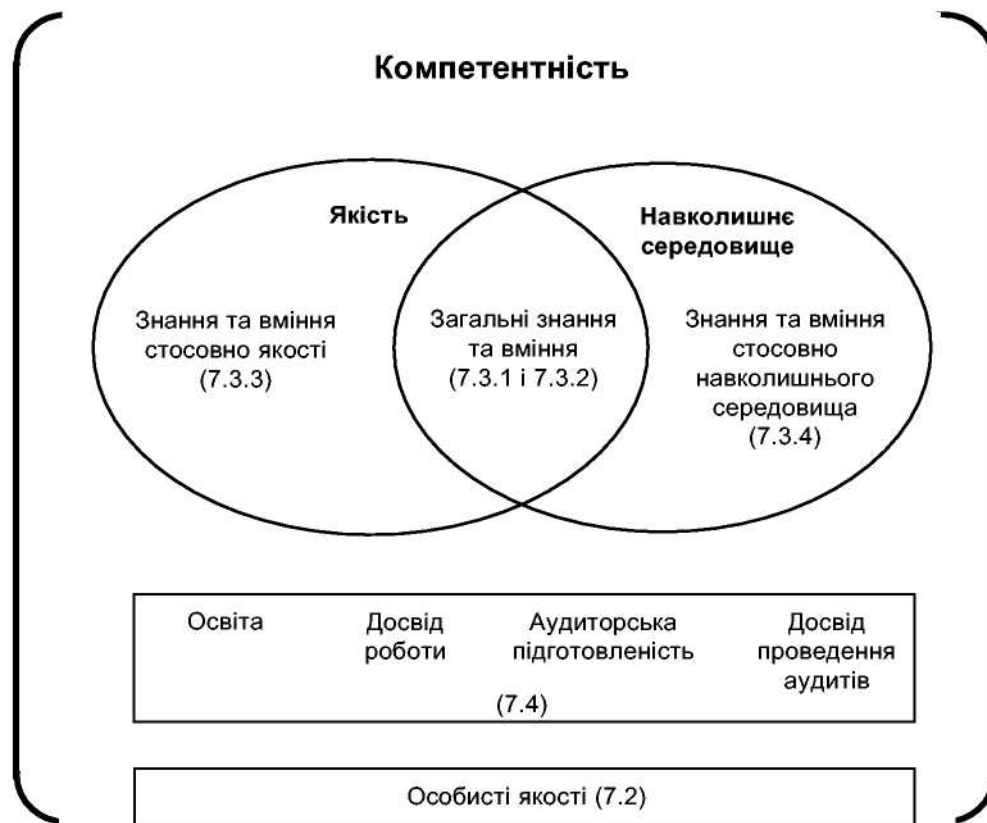 Компетентність
Якість
Навколишнє
середовище
Знання та вміння
стосовно якості
(7.3.3)
Загальні знання
та вміння
(7.3.1 і 7.3.2)
Знання та вміння
стосовно
навколишнього
середовища
(7.3.4)
Освіта
Досвід
роботи
Аудиторська
підготовленість
Досвід
проведення
аудитів
(7.4)
Особисті якості (7.2)